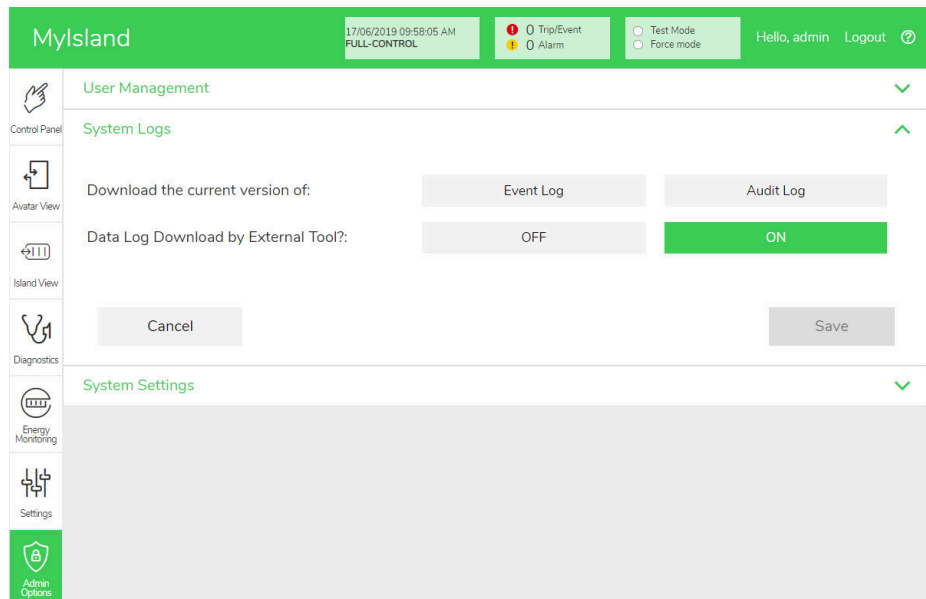 MyIsland
17/06/2019 09:58:05 AM
FULL-CONTROL
0 Trip/Event
0 Alarm
Test Mode
Force mode
Hello, admin Logout ?
Control Panel
Avatar View
Island View
Diagnostics
Energy
Monitoring
Settings
Admin
Options
User Management
System Logs
Download the current version of: Event Log Audit Log
Data Log Download by External Tool?: OFF ON
Cancel Save
System Settings